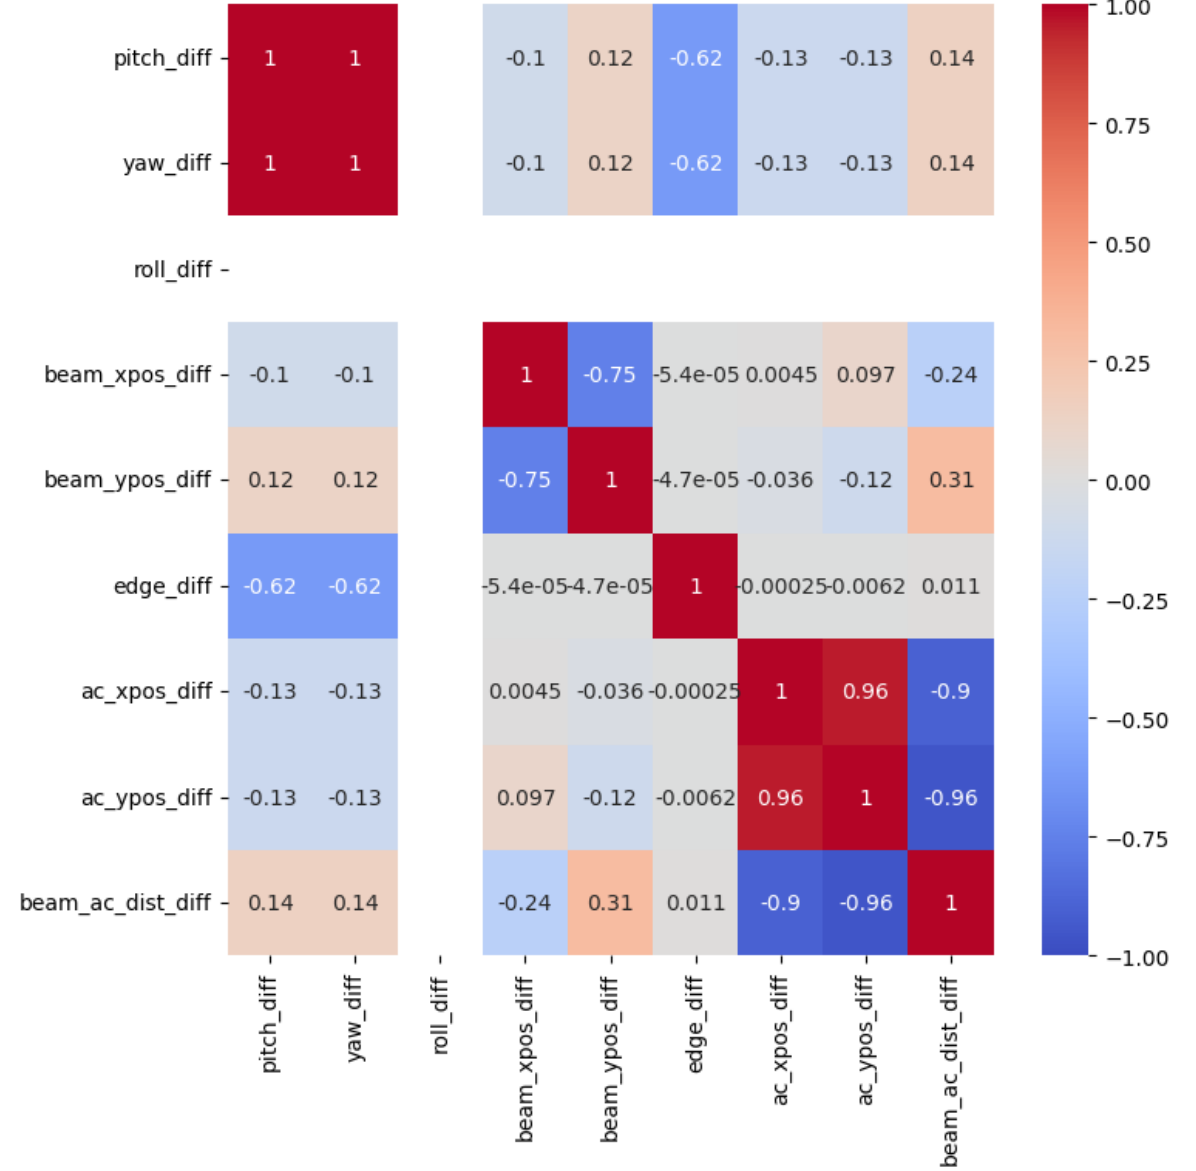 pitch_diff 1 1 -0.1 0.12 -0.62 -0.13 -0.13 0.14
yaw_diff 1 1 -0.1 0.12 -0.62 -0.13 -0.13 0.14
roll_diff
beam_xpos_diff -0.1 -0.1 1 -0.75 -5.4e-05 0.0045 0.097 -0.24
beam_ypos_diff 0.12 0.12 -0.75 1 -4.7e-05 -0.036 -0.12 0.31
edge_diff -0.62 -0.62 -5.4e-05 -4.7e-05 1 -0.00025 -0.0062 0.011
ac_xpos_diff -0.13 -0.13 0.0045 -0.036 -0.00025 1 0.96 -0.9
ac_ypos_diff -0.13 -0.13 0.097 -0.12 -0.0062 0.96 1 -0.96
beam_ac_dist_diff 0.14 0.14 -0.24 0.31 0.011 -0.9 -0.96 1
pitch_diff
yaw_diff
roll_diff
beam_xpos_diff
beam_ypos_diff
edge_diff
ac_xpos_diff
ac_ypos_diff
beam_ac_dist_diff
1.00
0.75
0.50
0.25
0.00
−0.25
−0.50
−0.75
−1.00